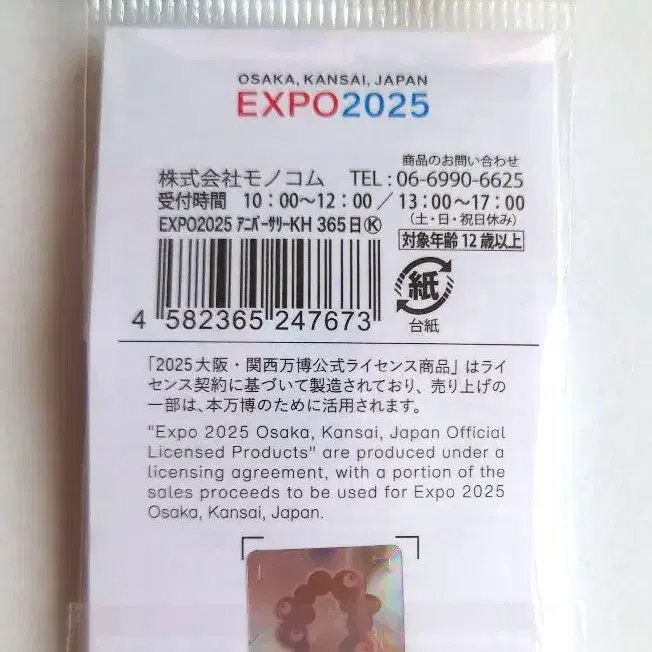 OSAKA, KANSAI, JAPAN
EXPO2025
商品のお問い合わせ
株式会社モノコム TEL:06-6990-6625
受付時間 10:00〜12:00／13:00〜17:00
(土・日・祝日休み)
EXPO2025 ｱﾆﾊﾞｰｻﾘｰKH 365日Ⓚ
対象年齢12歳以上
紙
台紙
4 582365 247673
「2025大阪・関西万博公式ライセンス商品」はライ
センス契約に基づいて製造されており、売り上げの
一部は、本万博のために活用されます。
"Expo 2025 Osaka, Kansai, Japan Official
Licensed Products" are produced under a
licensing agreement, with a portion of the
sales proceeds to be used for Expo 2025
Osaka, Kansai, Japan.